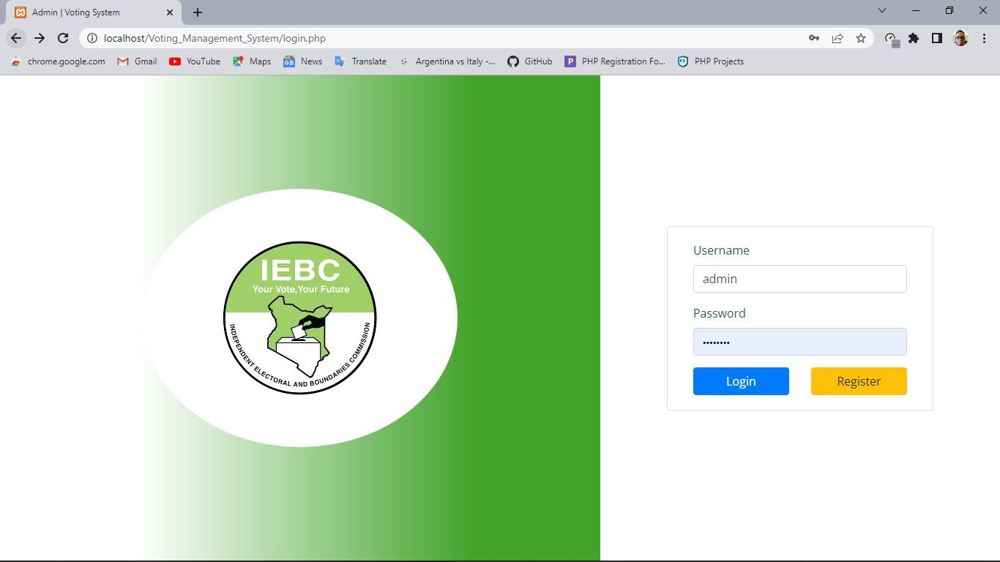 Admin | Voting System
localhost/Voting_Management_System/login.php
chrome.google.com Gmail YouTube Maps News Translate Argentina vs Italy -... GitHub PHP Registration Fo... PHP Projects
IEBC
Your Vote,Your Future
INDEPENDENT ELECTORAL AND BOUNDARIES COMMISSION
Username
admin
Password
••••••••
Login Register